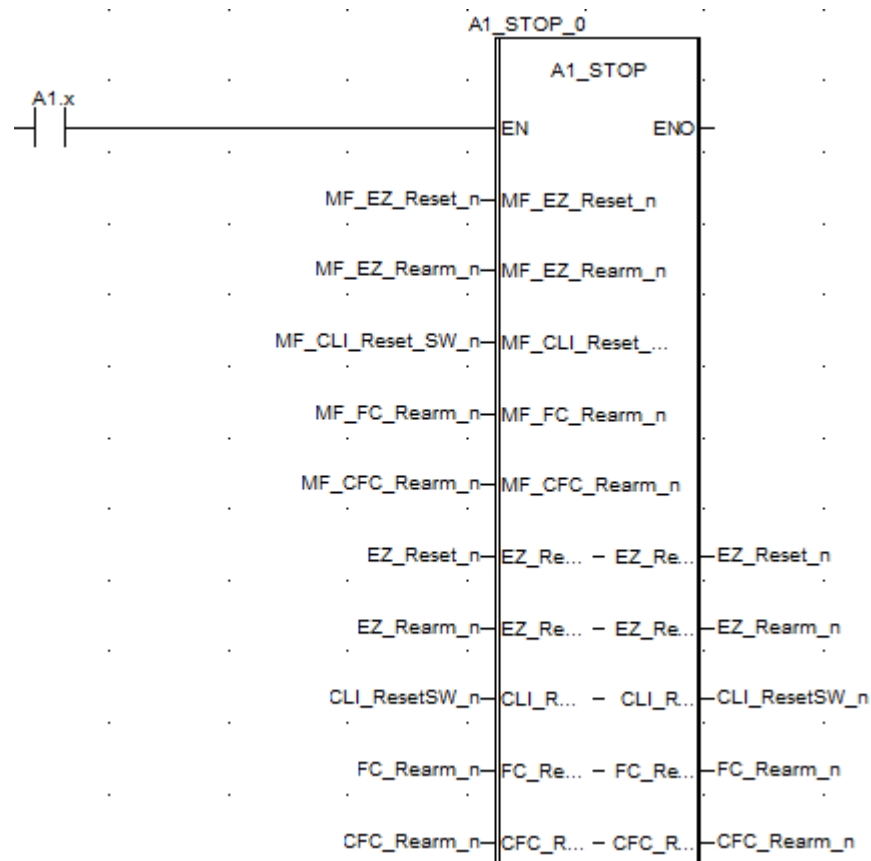 A1_STOP_0
A1_STOP
A1.x
EN ENO
MF_EZ_Reset_n MF_EZ_Reset_n
MF_EZ_Rearm_n MF_EZ_Rearm_n
MF_CLI_Reset_SW_n MF_CLI_Reset_...
MF_FC_Rearm_n MF_FC_Rearm_n
MF_CFC_Rearm_n MF_CFC_Rearm_n
EZ_Reset_n EZ_Re... – EZ_Re... EZ_Reset_n
EZ_Rearm_n EZ_Re... – EZ_Re... EZ_Rearm_n
CLI_ResetSW_n CLI_R... – CLI_R... CLI_ResetSW_n
FC_Rearm_n FC_Re... – FC_Re... FC_Rearm_n
CFC_Rearm_n CFC_R... – CFC_R... CFC_Rearm_n